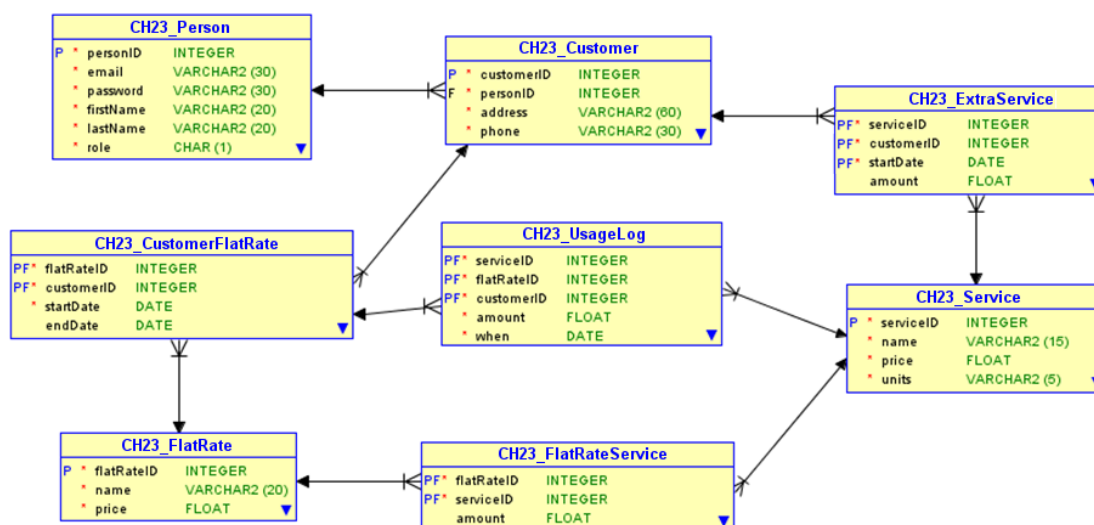 CH23_Person
P * personID INTEGER
* email VARCHAR2 (30)
* password VARCHAR2 (30)
* firstName VARCHAR2 (20)
* lastName VARCHAR2 (20)
* role CHAR (1)
CH23_Customer
P * customerID INTEGER
F * personID INTEGER
* address VARCHAR2 (60)
* phone VARCHAR2 (30)
CH23_ExtraService
PF* serviceID INTEGER
PF* customerID INTEGER
PF* startDate DATE
amount FLOAT
CH23_CustomerFlatRate
PF* flatRateID INTEGER
PF* customerID INTEGER
* startDate DATE
endDate DATE
CH23_UsageLog
PF* serviceID INTEGER
PF* flatRateID INTEGER
PF* customerID INTEGER
* amount FLOAT
* when DATE
CH23_Service
P * serviceID INTEGER
* name VARCHAR2 (15)
* price FLOAT
* units VARCHAR2 (5)
CH23_FlatRate
P * flatRateID INTEGER
* name VARCHAR2 (20)
* price FLOAT
CH23_FlatRateService
PF* flatRateID INTEGER
PF* serviceID INTEGER
amount FLOAT